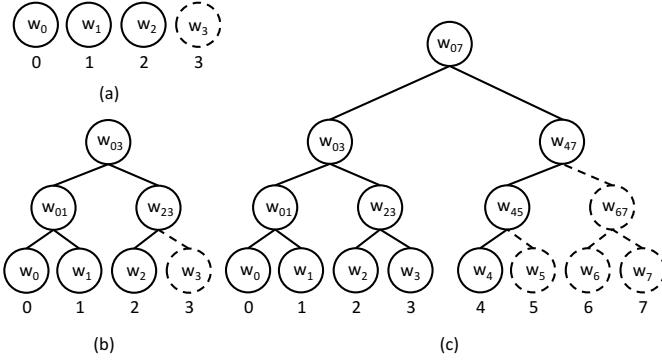 w₀ w₁ w₂ w₃
0 1 2 3
(a)
w₀₃
w₀₁ w₂₃
w₀ w₁ w₂ w₃
0 1 2 3
(b)
w₀₇
w₀₃ w₄₇
w₀₁ w₂₃ w₄₅ w₆₇
w₀ w₁ w₂ w₃ w₄ w₅ w₆ w₇
0 1 2 3 4 5 6 7
(c)